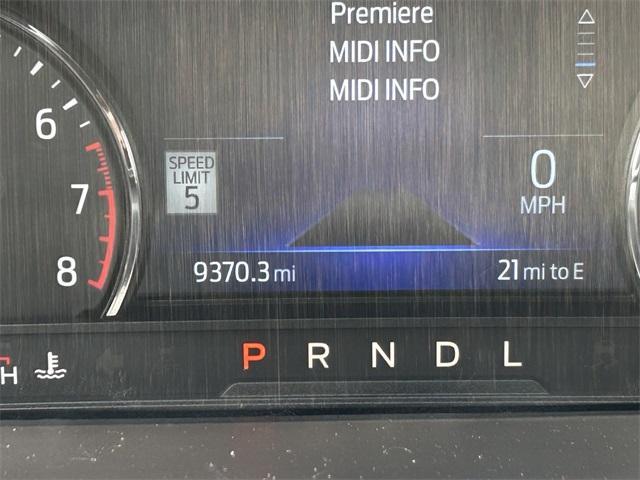 Premiere
MIDI INFO
MIDI INFO
6
SPEED
LIMIT
5
0
MPH
7
8
9370.3 mi
21 mi to E
H
P R N D L